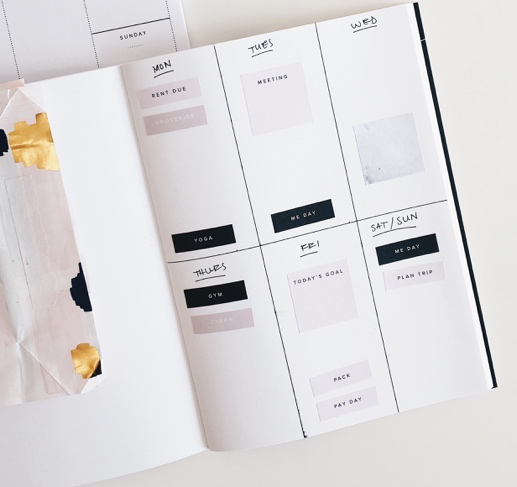 SUNDAY
MON
RENT DUE
GROCERIES
YOGA
TUES
MEETING
ME DAY
WED
THURS
GYM
CLEAN
FRI
TODAY'S GOAL
PACK
PAY DAY
SAT/SUN
ME DAY
PLAN TRIP